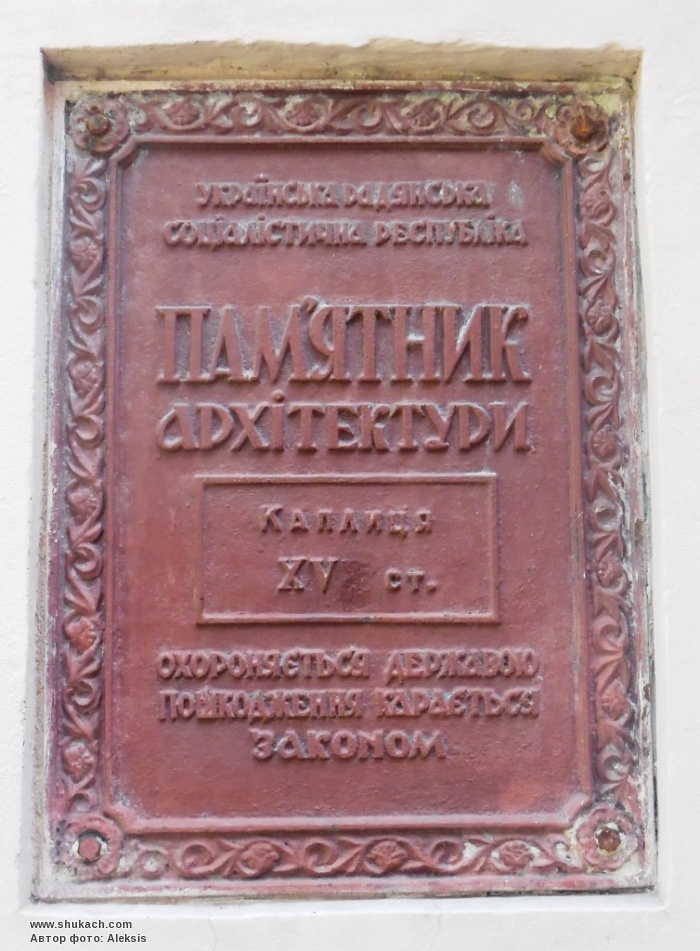 УКРАЇНСЬКА РАДЯНСЬКА
СОЦІАЛІСТИЧНА РЕСПУБЛІКА
ПАМ'ЯТНИК
АРХІТЕКТУРИ
КАПЛИЦЯ
XV ст.
ОХОРОНЯЄТЬСЯ ДЕРЖАВОЮ
ПОШКОДЖЕННЯ КАРАЄТЬСЯ
ЗАКОНОМ
www.shukach.com
Автор фото: Aleksis